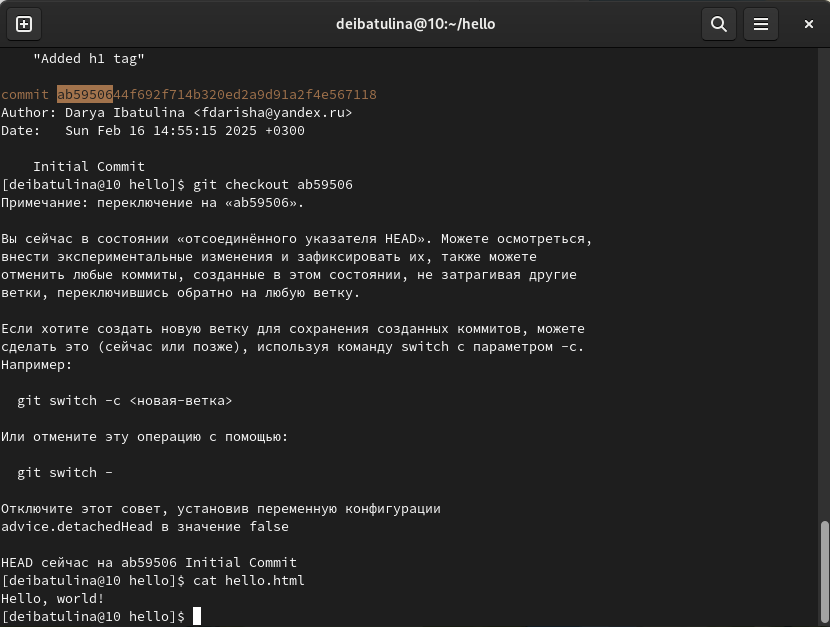 deibatulina@10:~/hello
"Added h1 tag"
commit ab5950644f692f714b320ed2a9d91a2f4e567118
Author: Darya Ibatulina <fdarisha@yandex.ru>
Date:   Sun Feb 16 14:55:15 2025 +0300
Initial Commit
[deibatulina@10 hello]$ git checkout ab59506
Примечание: переключение на «ab59506».
Вы сейчас в состоянии «отсоединённого указателя HEAD». Можете осмотреться,
внести экспериментальные изменения и зафиксировать их, также можете
отменить любые коммиты, созданные в этом состоянии, не затрагивая другие
ветки, переключившись обратно на любую ветку.
Если хотите создать новую ветку для сохранения созданных коммитов, можете
сделать это (сейчас или позже), используя команду switch с параметром -c.
Например:
git switch -c <новая-ветка>
Или отмените эту операцию с помощью:
git switch -
Отключите этот совет, установив переменную конфигурации
advice.detachedHead в значение false
HEAD сейчас на ab59506 Initial Commit
[deibatulina@10 hello]$ cat hello.html
Hello, world!
[deibatulina@10 hello]$